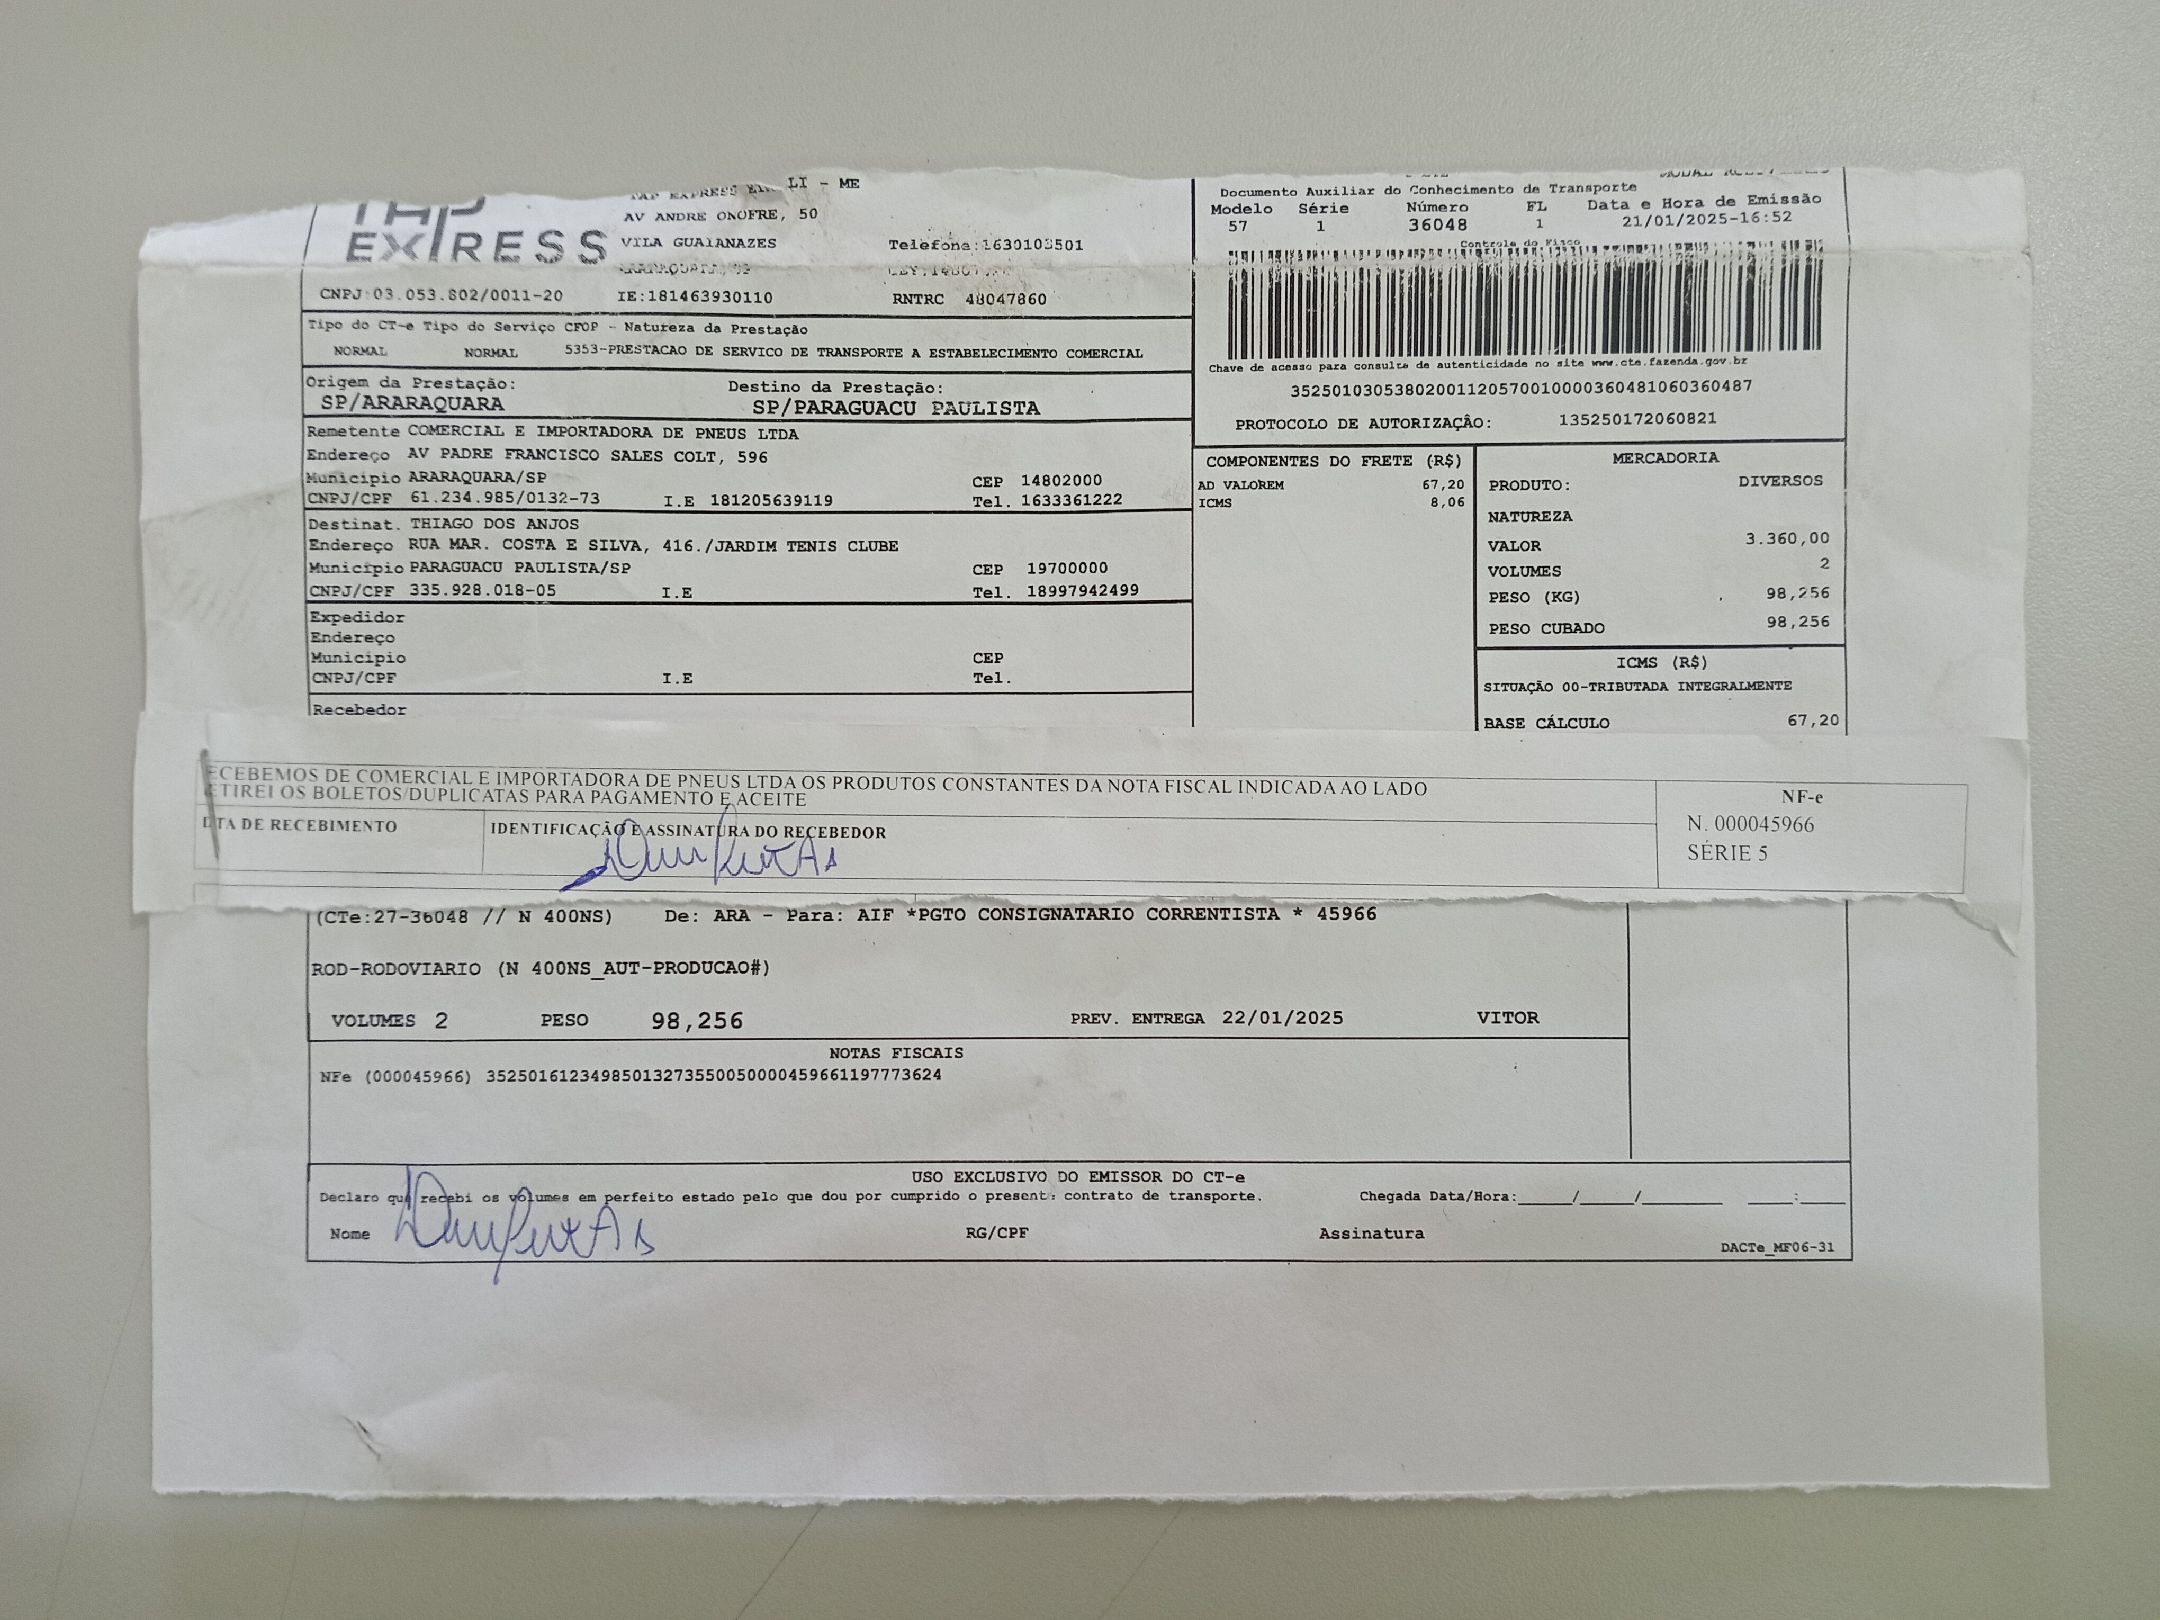 LI - ME
AV ANDRE ONOFRE, 50
EXPRESS VILA GUAIANAZES Telefone:1630103501
CNPJ:03.053.802/0011-20 IE:181463930110 RNTRC 48047860
Tipo do CT-e Tipo do Serviço CFOP - Natureza da Prestação
NORMAL NORMAL 5353-PRESTACAO DE SERVICO DE TRANSPORTE A ESTABELECIMENTO COMERCIAL
Origem da Prestação: Destino da Prestação:
SP/ARARAQUARA SP/PARAGUACU PAULISTA
Remetente COMERCIAL E IMPORTADORA DE PNEUS LTDA
Endereço AV PADRE FRANCISCO SALES COLT, 596
Município ARARAQUARA/SP CEP 14802000
CNPJ/CPF 61.234.985/0132-73 I.E 181205639119 Tel. 1633361222
Destinat. THIAGO DOS ANJOS
Endereço RUA MAR. COSTA E SILVA, 416./JARDIM TENIS CLUBE
Município PARAGUACU PAULISTA/SP CEP 19700000
CNPJ/CPF 335.928.018-05 I.E Tel. 18997942499
Expedidor
Endereço
Município CEP
CNPJ/CPF I.E Tel.
Recebedor
Documento Auxiliar do Conhecimento de Transporte
Modelo Série Número FL Data e Hora de Emissão
57 1 36048 1 21/01/2025-16:52
Controle do Fisco
Chave de acesso para consulta de autenticidade no site www.cte.fazenda.gov.br
35250103053802001120570010000360481060360487
PROTOCOLO DE AUTORIZAÇÂO: 135250172060821
COMPONENTES DO FRETE (R$)
AD VALOREM 67,20
ICMS 8,06
MERCADORIA
PRODUTO: DIVERSOS
NATUREZA
VALOR 3.360,00
VOLUMES 2
PESO (KG) 98,256
PESO CUBADO 98,256
ICMS (R$)
SITUAÇÃO 00-TRIBUTADA INTEGRALMENTE
BASE CÁLCULO 67,20
ECEBEMOS DE COMERCIAL E IMPORTADORA DE PNEUS LTDA OS PRODUTOS CONSTANTES DA NOTA FISCAL INDICADA AO LADO
ETIREI OS BOLETOS/DUPLICATAS PARA PAGAMENTO E ACEITE
DATA DE RECEBIMENTO IDENTIFICAÇÃO E ASSINATURA DO RECEBEDOR
NF-e
N. 000045966
SÉRIE 5
(CTe:27-36048 // N 400NS) De: ARA - Para: AIF *PGTO CONSIGNATARIO CORRENTISTA * 45966
ROD-RODOVIARIO (N 400NS_AUT-PRODUCAO#)
VOLUMES 2 PESO 98,256 PREV. ENTREGA 22/01/2025 VITOR
NOTAS FISCAIS
NFe (000045966) 35250161234985013273550050000459661197773624
USO EXCLUSIVO DO EMISSOR DO CT-e
Declaro que recebi os volumes em perfeito estado pelo que dou por cumprido o presente contrato de transporte. Chegada Data/Hora:____/____/______ ____:____
Nome RG/CPF Assinatura
DACTe_MF06-31